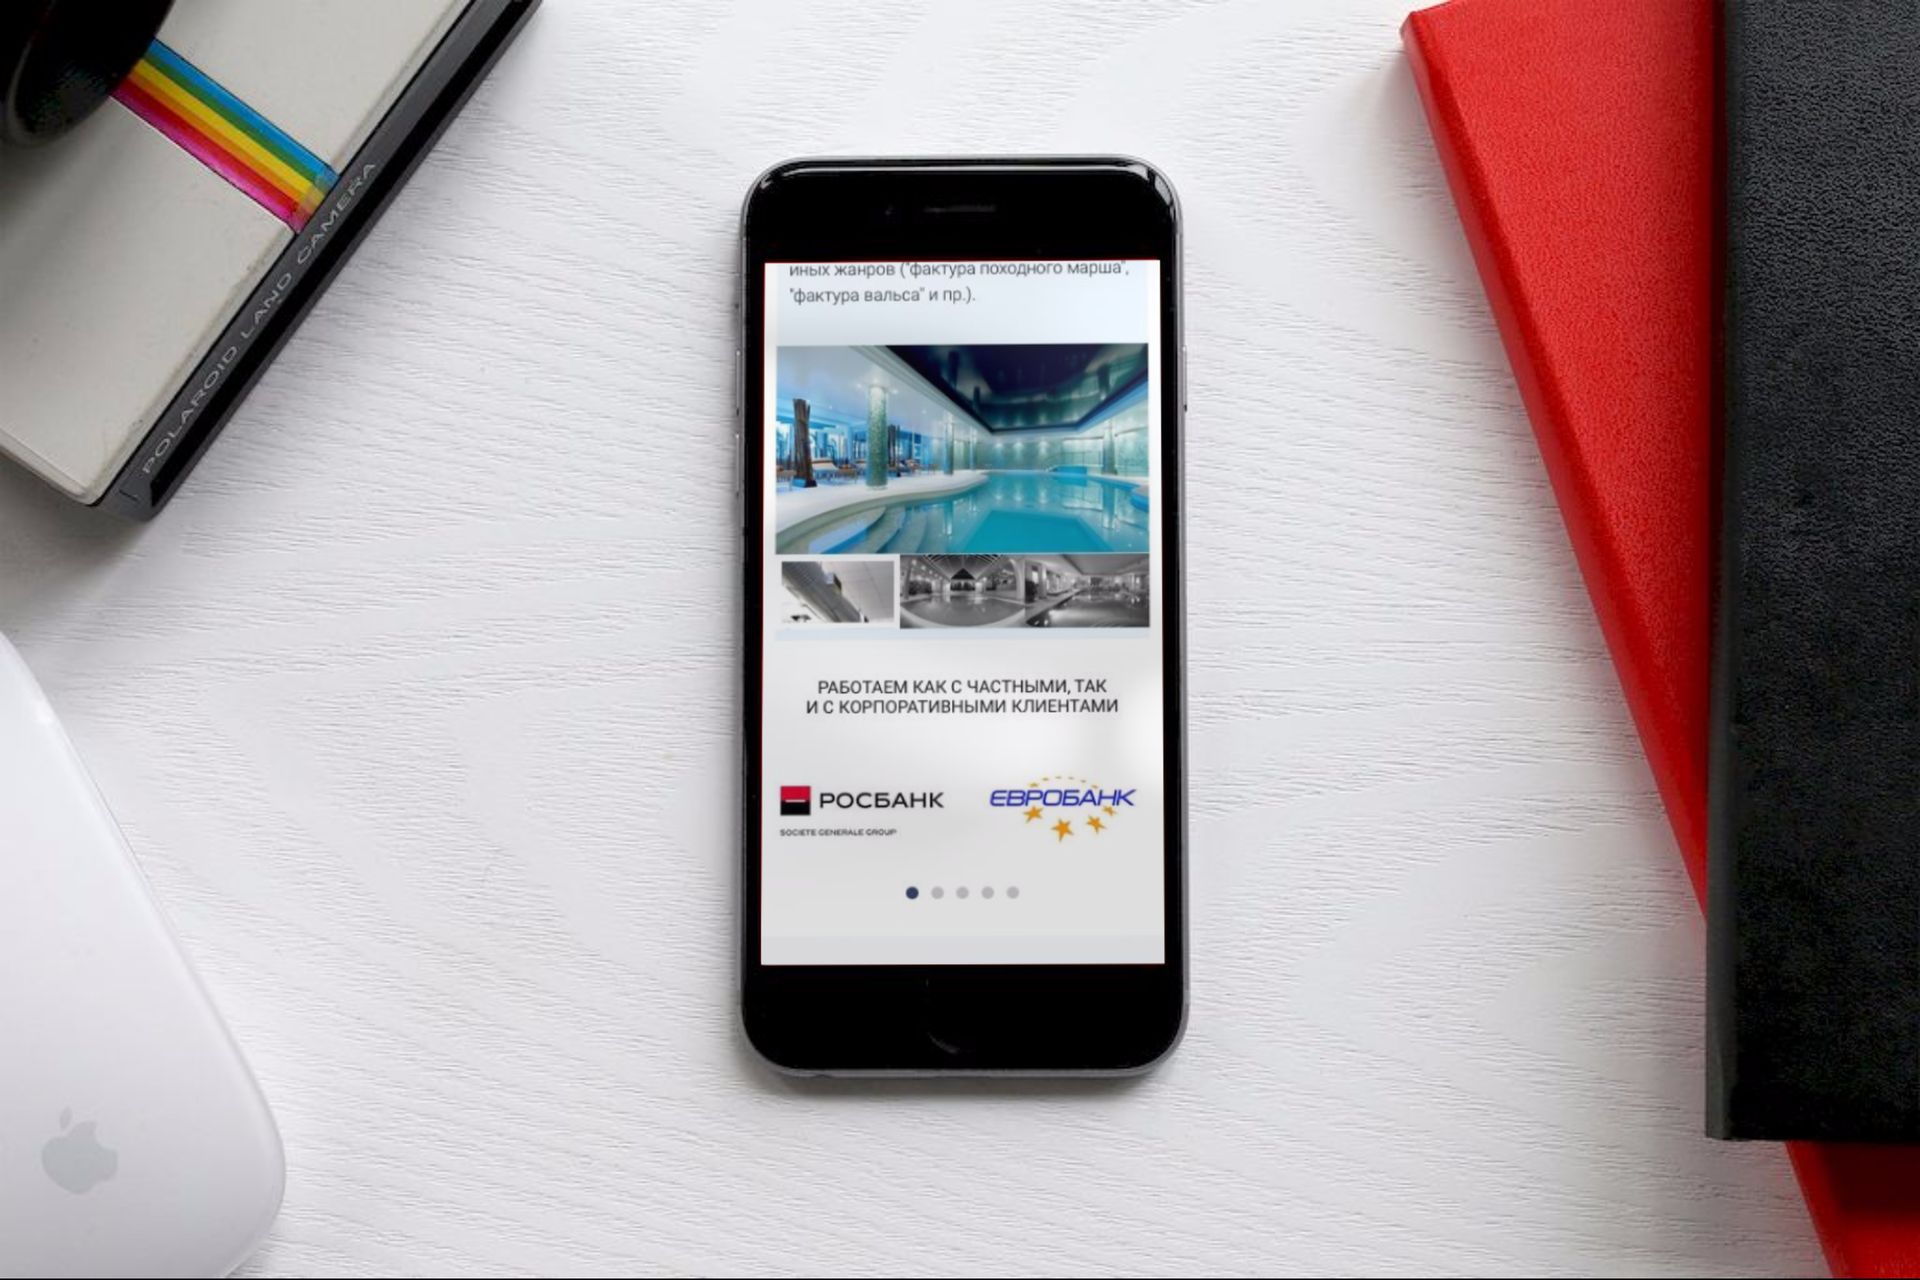 POLAROID LAND CAMERA
иных жанров ("фактура походного марша",
"фактура вальса" и пр.).
РАБОТАЕМ КАК С ЧАСТНЫМИ, ТАК
И С КОРПОРАТИВНЫМИ КЛИЕНТАМИ
РОСБАНК
SOCIETE GENERALE GROUP
ЄВРОБАНК